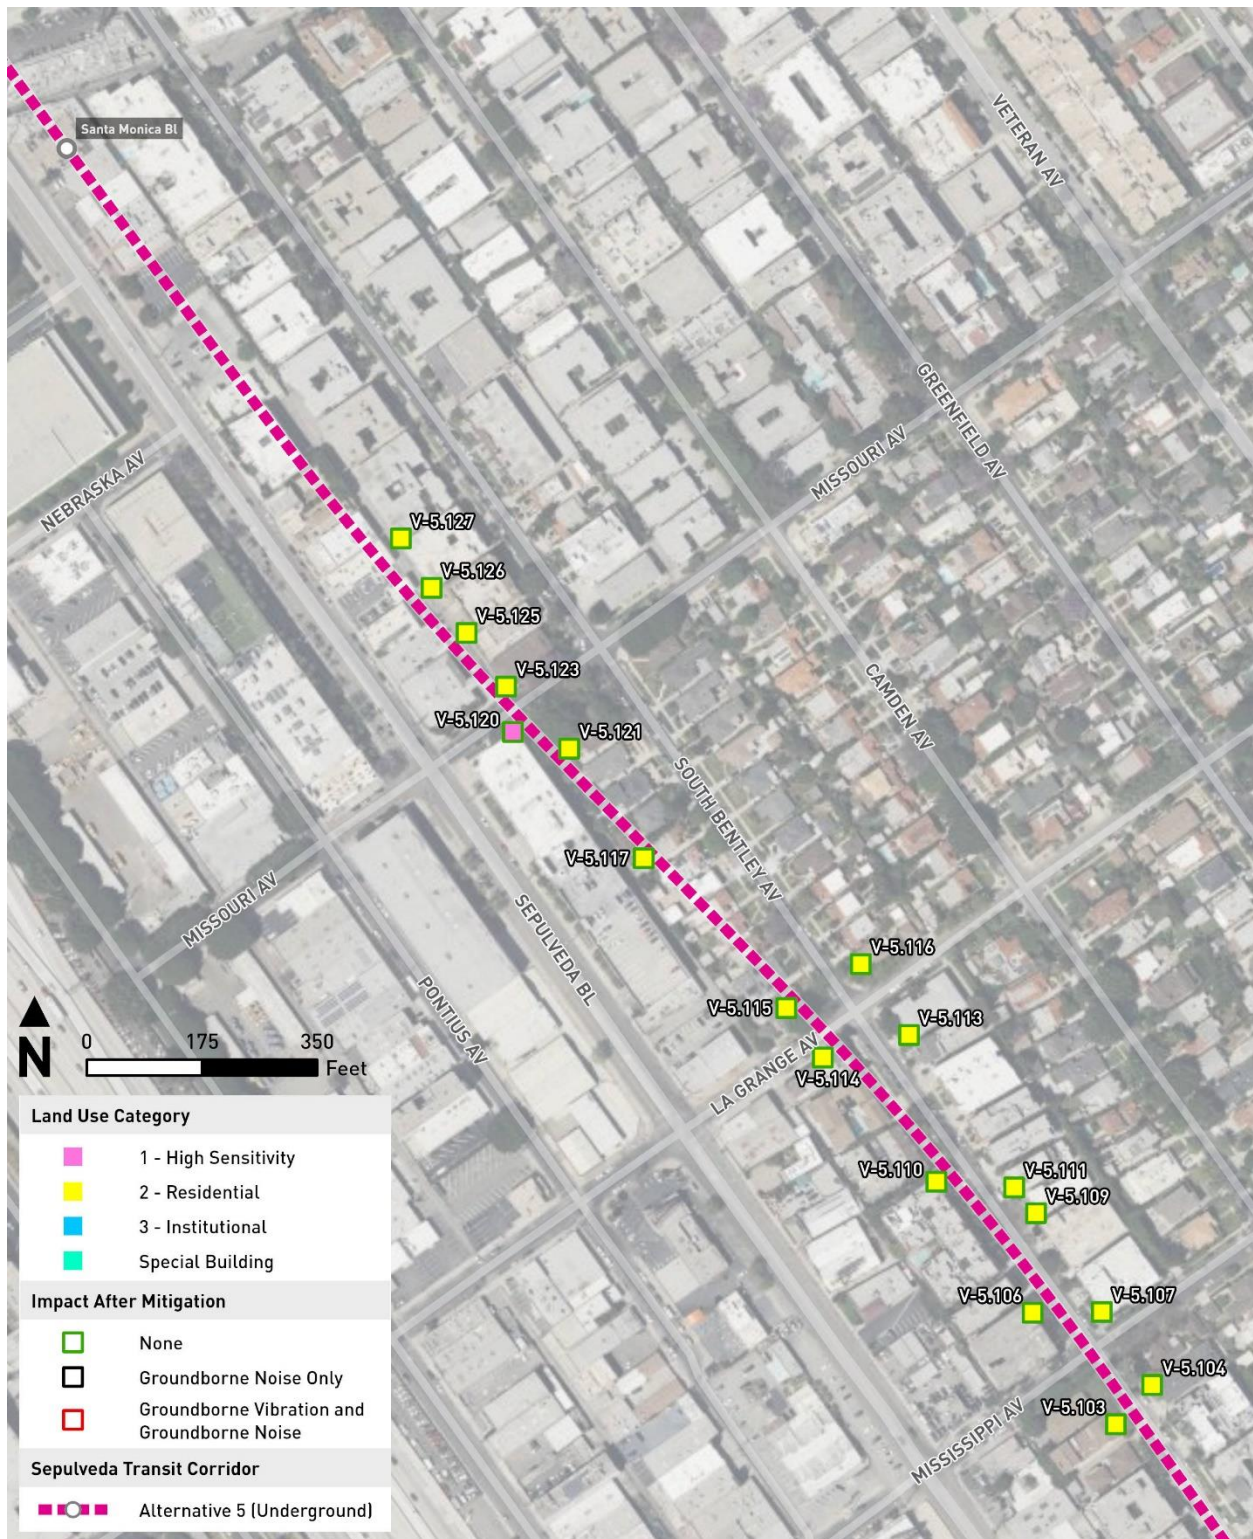 Santa Monica Bl
VETERAN AV
GREENFIELD AV
MISSOURI AV
NEBRASKA AV
V-5.127
V-5.126
V-5.125
V-5.123
V-5.120
V-5.121
CAMDEN AV
SOUTH BENTLEY AV
V-5.117
MISSOURI AV
SEPULVEDA BL
V-5.116
PONTIUS AV
V-5.115
V-5.113
LA GRANGE AV
V-5.114
V-5.110
V-5.111
V-5.109
V-5.106
V-5.107
V-5.104
V-5.103
MISSISSIPPI AV
N
0 175 350
Feet
Land Use Category
1 - High Sensitivity
2 - Residential
3 - Institutional
Special Building
Impact After Mitigation
None
Groundborne Noise Only
Groundborne Vibration and
Groundborne Noise
Sepulveda Transit Corridor
Alternative 5 (Underground)